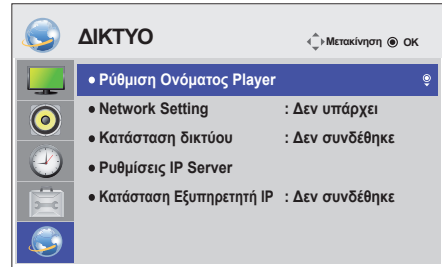 ΔΙΚΤΥΟ Μετακίνηση OK
● Ρύθμιση Ονόματος Player
● Network Setting : Δεν υπάρχει
● Κατάσταση δικτύου : Δεν συνδέθηκε
● Ρυθμίσεις IP Server
● Κατάσταση Εξυπηρετητή IP : Δεν συνδέθηκε